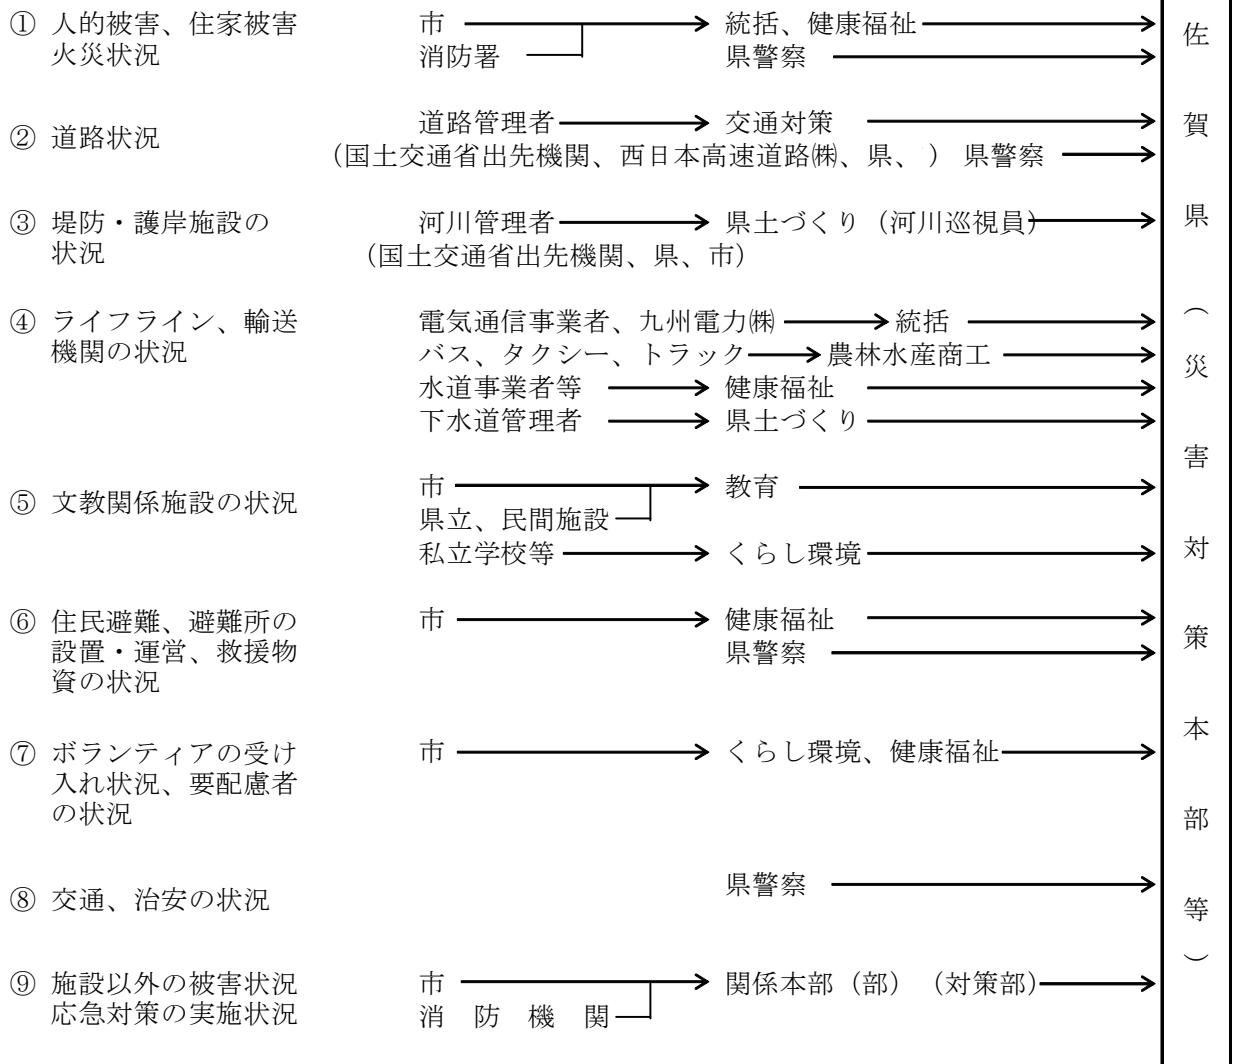 ① 人的被害、住家被害 市 統括、健康福祉
火災状況 消防署 県警察
② 道路状況 道路管理者 交通対策
（国土交通省出先機関、西日本高速道路㈱、県、 ） 県警察
③ 堤防・護岸施設の 河川管理者 県土づくり（河川巡視員）
状況 （国土交通省出先機関、県、市）
④ ライフライン、輸送 電気通信事業者、九州電力㈱ 統括
機関の状況 バス、タクシー、トラック 農林水産商工
水道事業者等 健康福祉
下水道管理者 県土づくり
⑤ 文教関係施設の状況 市 教育
県立、民間施設
私立学校等 くらし環境
⑥ 住民避難、避難所の 市 健康福祉
設置・運営、救援物 県警察
資の状況
⑦ ボランティアの受け 市 くらし環境、健康福祉
入れ状況、要配慮者
の状況
⑧ 交通、治安の状況 県警察
⑨ 施設以外の被害状況 市 関係本部（部）（対策部）
応急対策の実施状況 消 防 機 関
佐賀県（災害対策本部等）